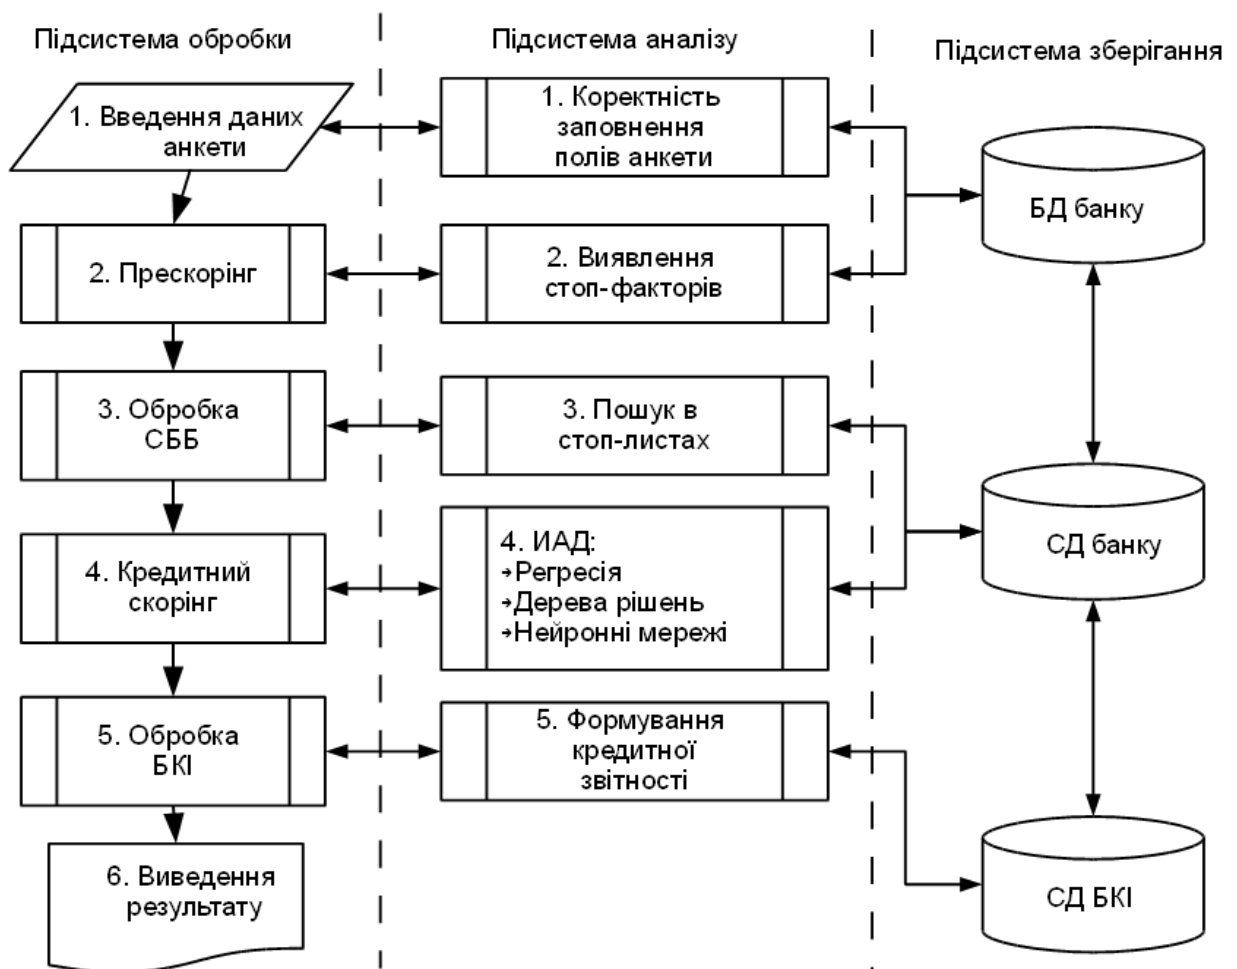 Підсистема обробки
Підсистема аналізу
Підсистема зберігання
1. Введення даних
анкети
1. Коректність
заповнення
полів анкети
БД банку
2. Прескорінг
2. Виявлення
стоп-факторів
3. Обробка
СББ
3. Пошук в
стоп-листах
СД банку
4. Кредитний
скорінг
4. ИАД:
→Регресія
→Дерева рішень
→Нейронні мережі
5. Обробка
БКІ
5. Формування
кредитної
звітності
6. Виведення
результату
СД БКІ